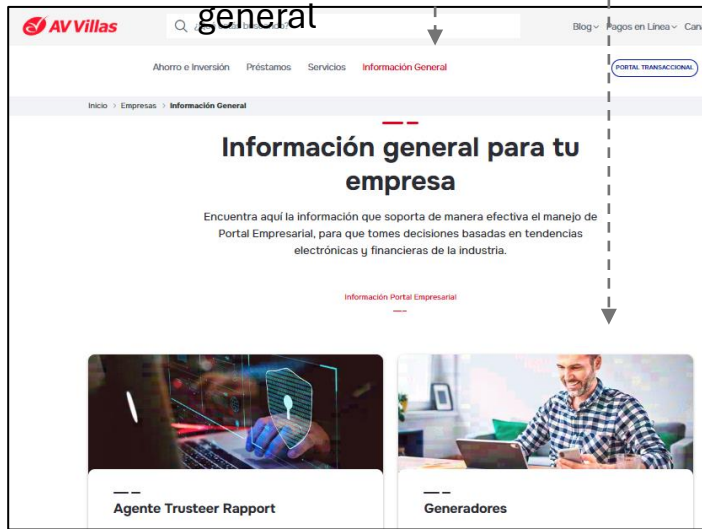 general
AV Villas
Blog Pagos en Línea Cana
Ahorro e Inversión Préstamos Servicios Información General PORTAL TRANSACCIONAL
Inicio > Empresas > Información General
Información general para tu
empresa
Encuentra aquí la información que soporta de manera efectiva el manejo de
Portal Empresarial, para que tomes decisiones basadas en tendencias
electrónicas y financieras de la industria.
Información Portal Empresarial
Agente Trusteer Rapport Generadores